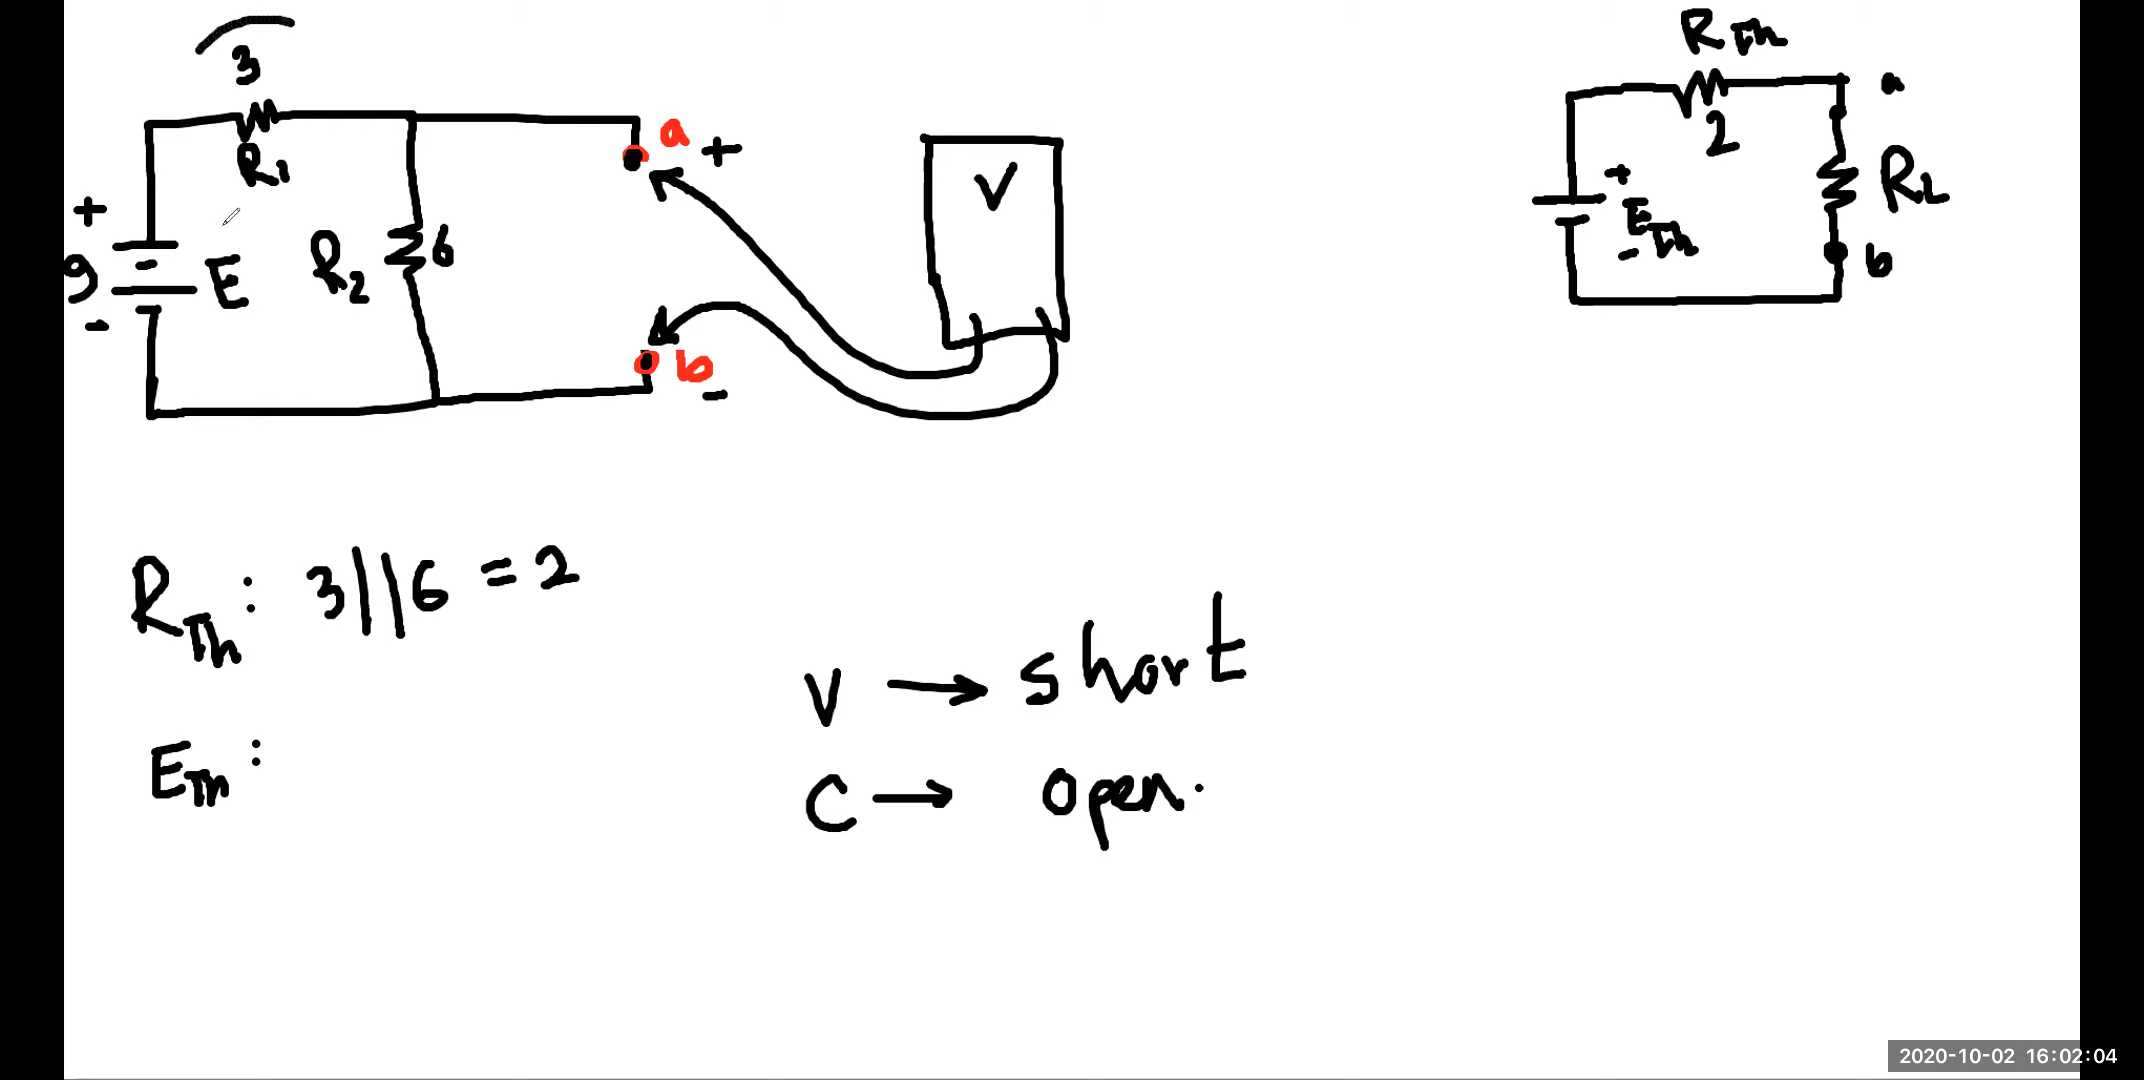 3
R1
+
9
-
E
R2
6
a
+
b
-
V
RTh
2
a
+
ETh
-
RL
b
RTh: 3||6 = 2
ETh:
V → short
C → open.
2020-10-02 16:02:04